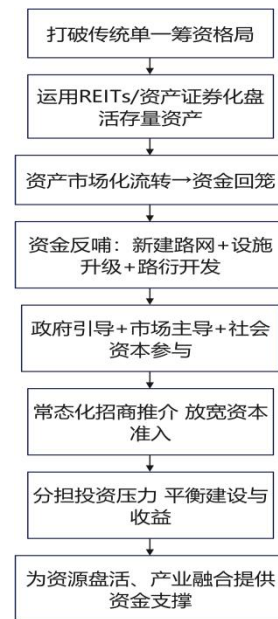 打破传统单一筹资格局
运用REITs/资产证券化盘
活存量资产
资产市场化流转→资金回笼
资金反哺：新建路网+设施
升级+路衍开发
政府引导+市场主导+社会
资本参与
常态化招商推介 放宽资本
准入
分担投资压力 平衡建设与
收益
为资源盘活、产业融合提供
资金支撑